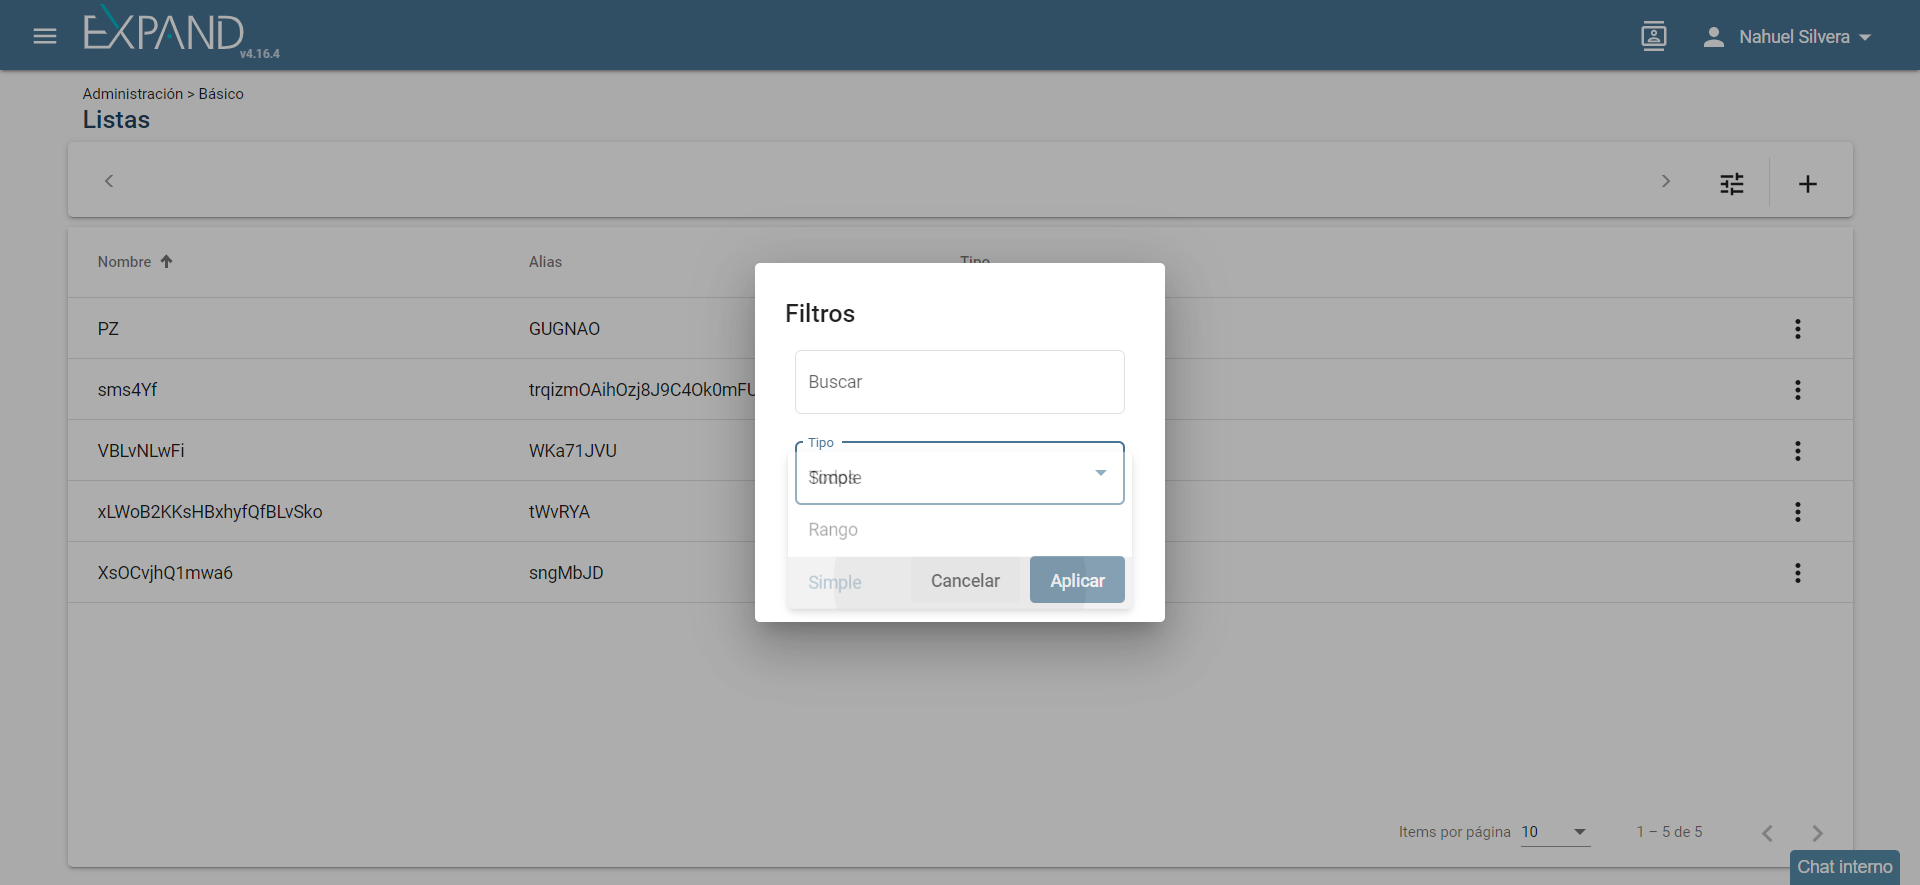 EXPAND
v4.16.4
Nahuel Silvera
Administración > Básico
Listas
Nombre
Alias
Tipo
PZ
GUGNAO
sms4Yf
trqizmOAihOzj8J9C4Ok0mFU
VBLvNLwFi
WKa71JVU
xLWoB2KKsHBxhyfQfBLvSko
tWvRYA
XsOCvjhQ1mwa6
sngMbJD
Filtros
Buscar
Tipo
Todos
Simple
Rango
Simple
Cancelar
Aplicar
Items por página
10
1 – 5 de 5
Chat interno